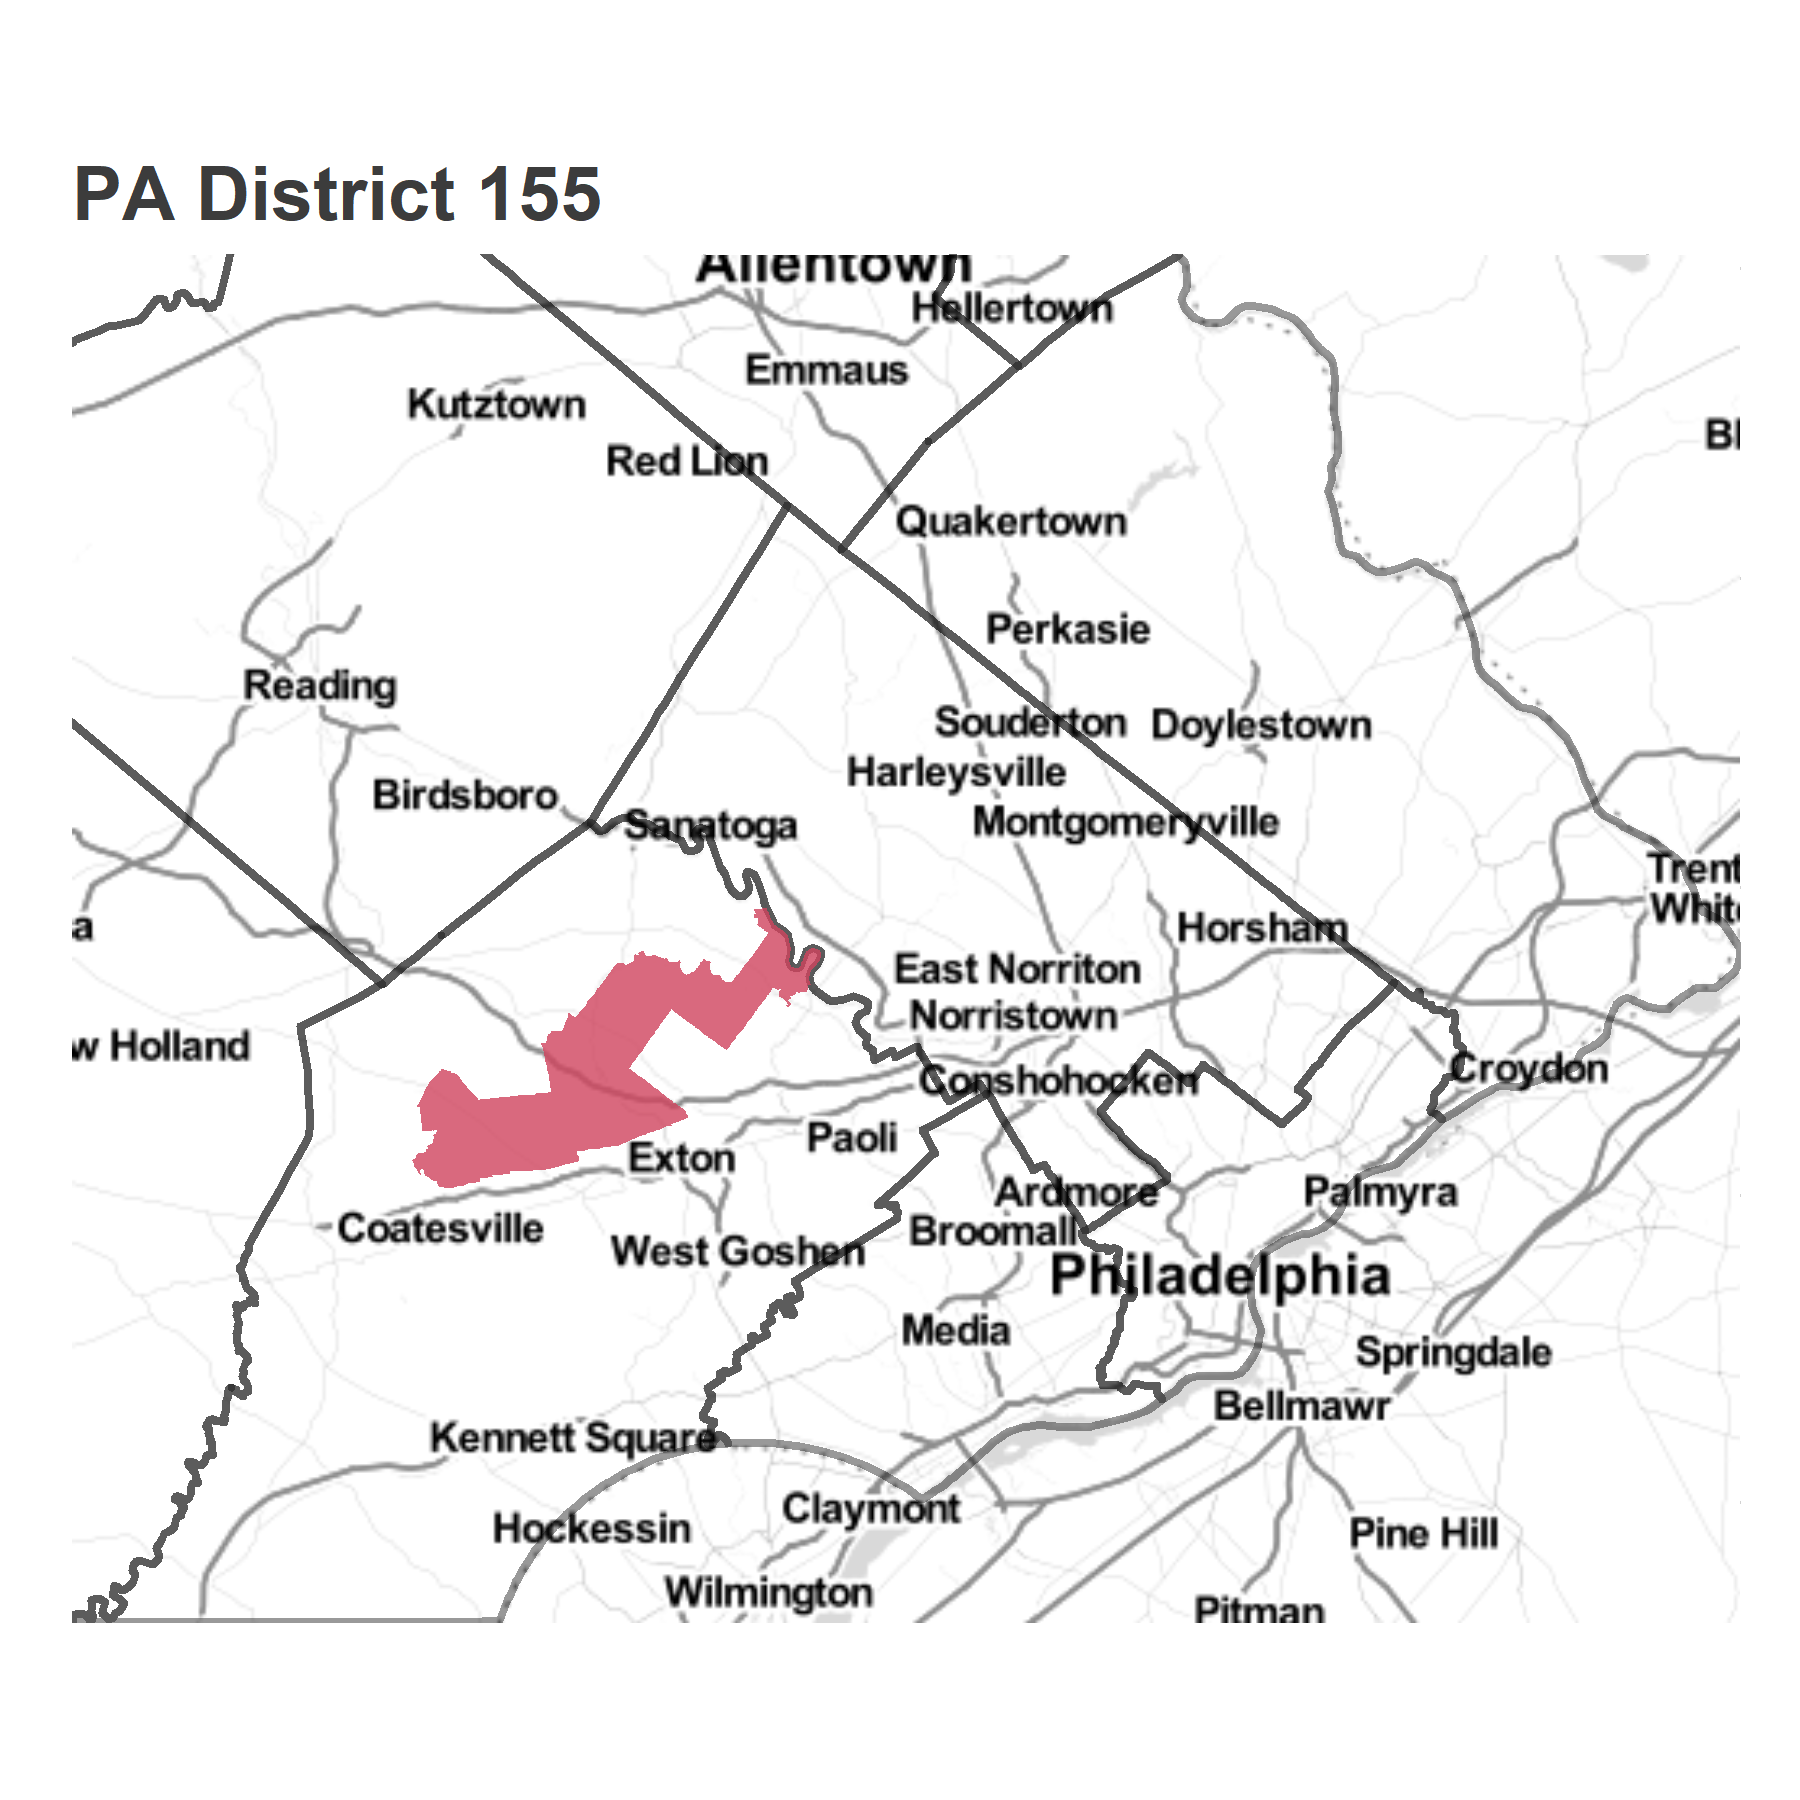 PA District 155
Allentown
Hellertown
Emmaus
Kutztown
Red Lion
Quakertown
Perkasie
Reading
Souderton
Doylestown
Harleysville
Birdsboro
Sanatoga
Montgomeryville
Trent
White
a
Horsham
East Norriton
Norristown
w Holland
Conshohocken
Croydon
Paoli
Exton
Ardmore
Palmyra
Coatesville
Broomall
West Goshen
Philadelphia
Media
Springdale
Bellmawr
Kennett Square
Claymont
Hockessin
Pine Hill
Wilmington
Pitman